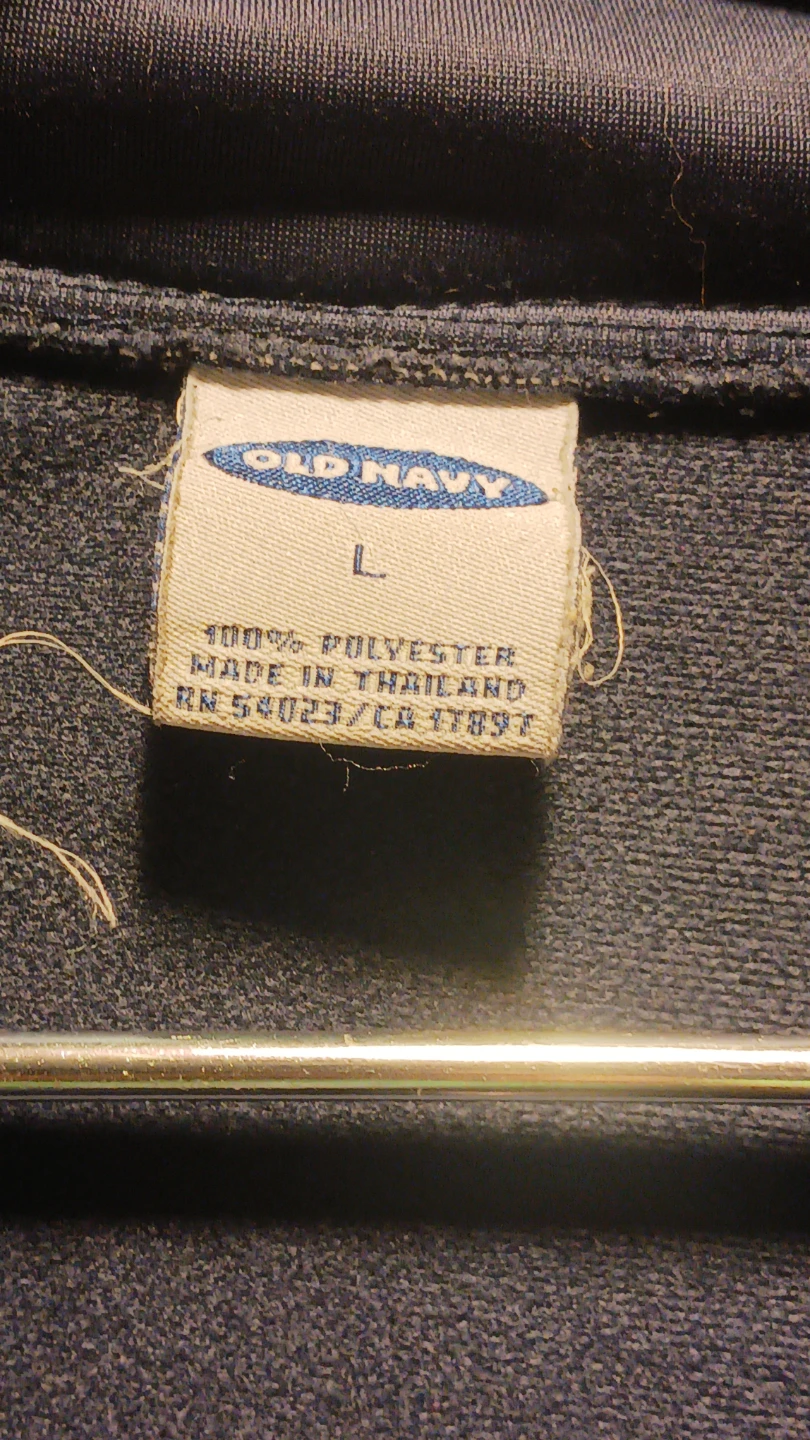 OLD NAVY
L
100% POLYESTER
MADE IN THAILAND
RN 54023/CA 17897